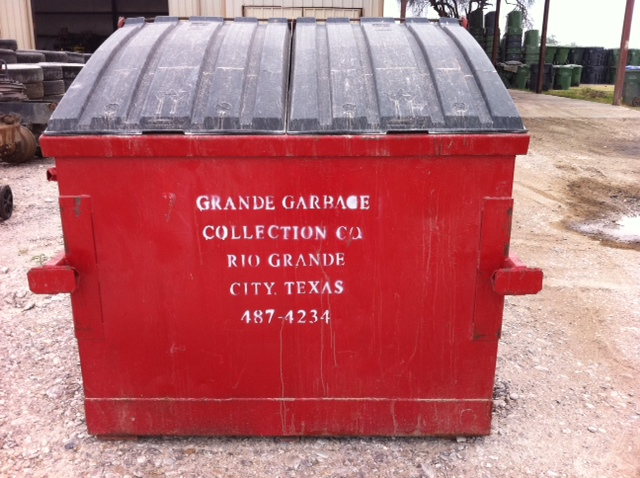 GRANDE GARBAGE
COLLECTION CO.
RIO GRANDE
CITY, TEXAS
487-4234